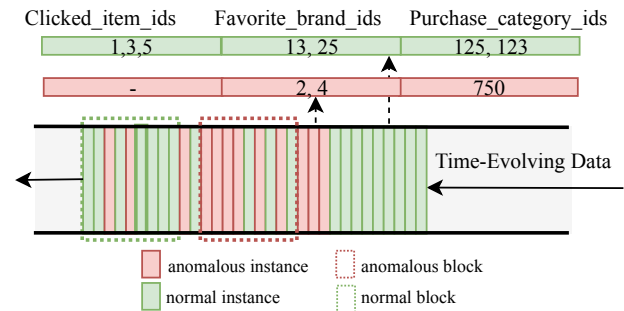 Clicked_item_ids Favorite_brand_ids Purchase_category_ids
1,3,5 13, 25 125, 123
- 2, 4 750
Time-Evolving Data
anomalous instance anomalous block
normal instance normal block